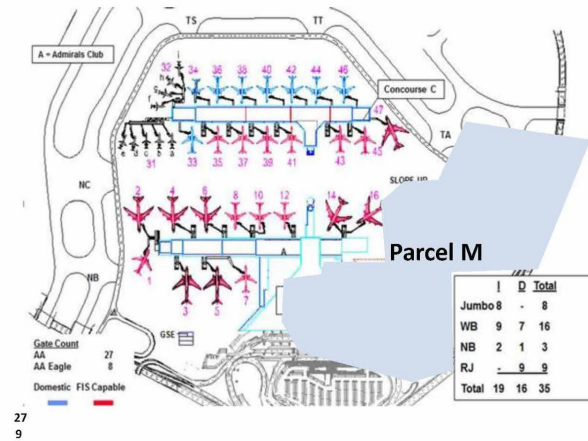 TS
TT
A = Admirals Club
32
34
36
38
40
42
44
46
Concourse C
47
TA
e
d
c
b
a
31
33
35
37
39
41
43
45
NC
SLOPE UP
2
4
6
8
10
12
14
16
A
Parcel M
1
NB
3
5
7
GSE
I D Total
Jumbo 8 - 8
WB 9 7 16
NB 2 1 3
RJ - 9 9
Total 19 16 35
Gate Count
AA 27
AA Eagle 8
Domestic FIS Capable
27
9